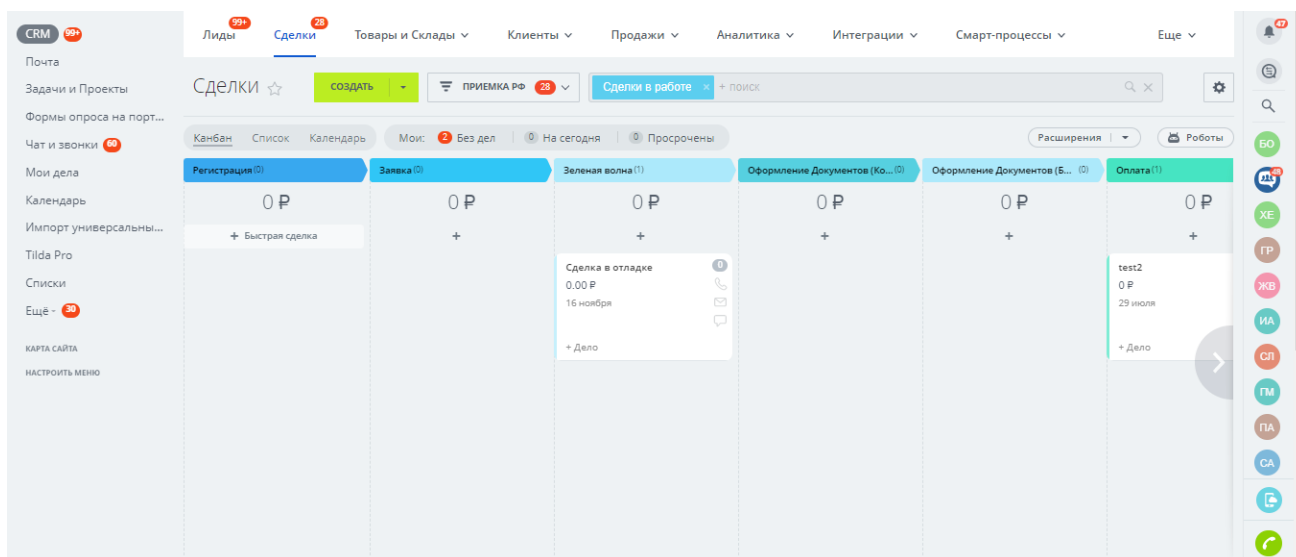 CRM 99+
Почта
Задачи и Проекты
Формы опроса на порт...
Чат и звонки 60
Мои дела
Календарь
Импорт универсальны...
Tilda Pro
Списки
Ещё - 30
КАРТА САЙТА
НАСТРОИТЬ МЕНЮ
Лиды 99+ Сделки 28 Товары и Склады Клиенты Продажи Аналитика Интеграции Смарт-процессы Еще
Сделки СОЗДАТЬ ПРИЕМКА РФ 28 Сделки в работе × + поиск
Канбан Список Календарь Мои: 2 Без дел 0 На сегодня 0 Просрочены Расширения Роботы
Регистрация (0) Заявка (0) Зеленая волна (1) Оформление Документов (Ко... (0) Оформление Документов (Б... (0) Оплата (1)
0 ₽ 0 ₽ 0 ₽ 0 ₽ 0 ₽ 0 ₽
+ Быстрая сделка + + + + +
Сделка в отладке 0
0.00 ₽
16 ноября
+ Дело
test2
0 ₽
29 июля
+ Дело
47
БО
48
ХЕ
ГР
ЖВ
ИА
СЛ
ГМ
ПА
СА